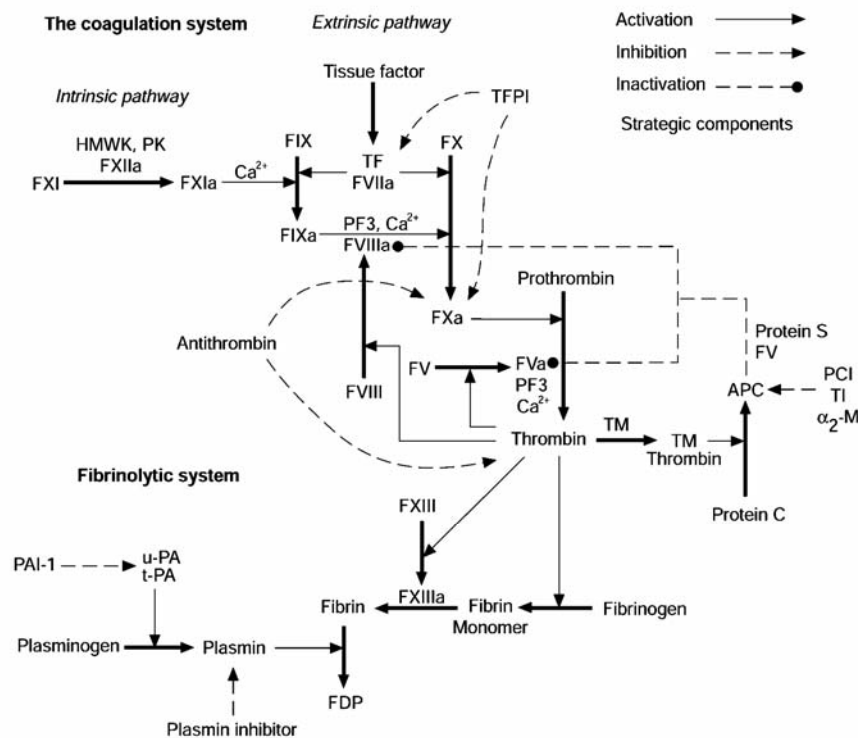 The coagulation system
Extrinsic pathway
Activation
Inhibition
Inactivation
Strategic components
Tissue factor
TFPI
Intrinsic pathway
HMWK, PK
FXIIa
FXI
FXIa
Ca²⁺
FIX
TF
FVIIa
FX
FIXa
PF3, Ca²⁺
FVIIIa
Prothrombin
FXa
Antithrombin
FVIII
FV
FVa
PF3
Ca²⁺
Protein S
FV
APC
PCI
TI
α₂-M
Thrombin
TM
TM
Thrombin
Protein C
Fibrinolytic system
FXIII
PAI-1
u-PA
t-PA
FXIIIa
Fibrin
Fibrin
Monomer
Fibrinogen
Plasminogen
Plasmin
FDP
Plasmin inhibitor